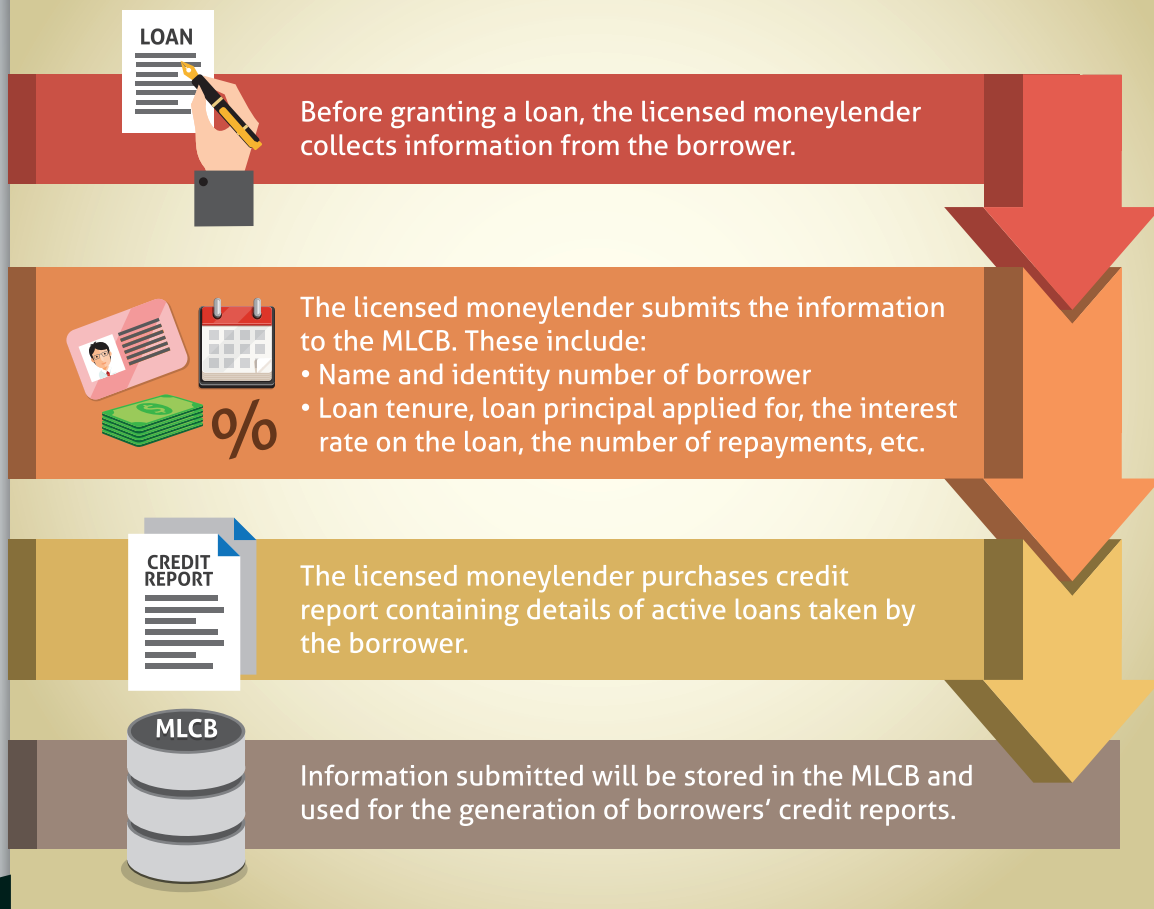 LOAN
Before granting a loan, the licensed moneylender
collects information from the borrower.
The licensed moneylender submits the information
to the MLCB. These include:
• Name and identity number of borrower
• Loan tenure, loan principal applied for, the interest
rate on the loan, the number of repayments, etc.
%
CREDIT
REPORT
The licensed moneylender purchases credit
report containing details of active loans taken by
the borrower.
MLCB
Information submitted will be stored in the MLCB and
used for the generation of borrowers’ credit reports.